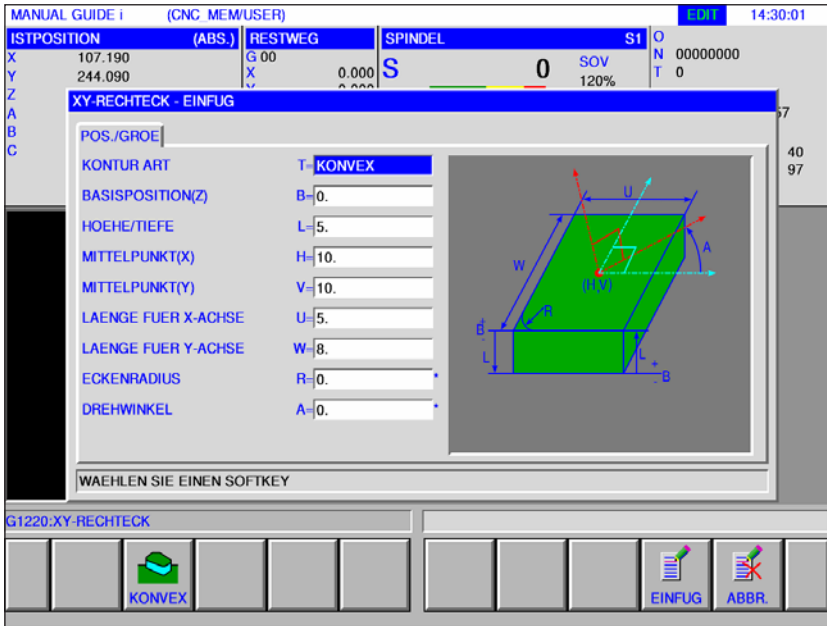 MANUAL GUIDE i (CNC_MEM/USER) EDIT 14:30:01
ISTPOSITION (ABS.) RESTWEG SPINDEL S1 O
X 107.190 G 00 S 0 SOV N 00000000
Y 244.090 X 0.000 120% T 0
Z
A
B
C
40
97
XY-RECHTECK - EINFUG
POS./GROE
KONTUR ART T= KONVEX
BASISPOSITION(Z) B= 0.
HOEHE/TIEFE L= 5.
MITTELPUNKT(X) H= 10.
MITTELPUNKT(Y) V= 10.
LAENGE FUER X-ACHSE U= 5.
LAENGE FUER Y-ACHSE W= 8.
ECKENRADIUS R= 0. *
DREHWINKEL A= 0. *
U
A
W
(H,V)
R
+
B
-
L
L
+
- B
WAEHLEN SIE EINEN SOFTKEY
G1220:XY-RECHTECK
KONVEX EINFUG ABBR.